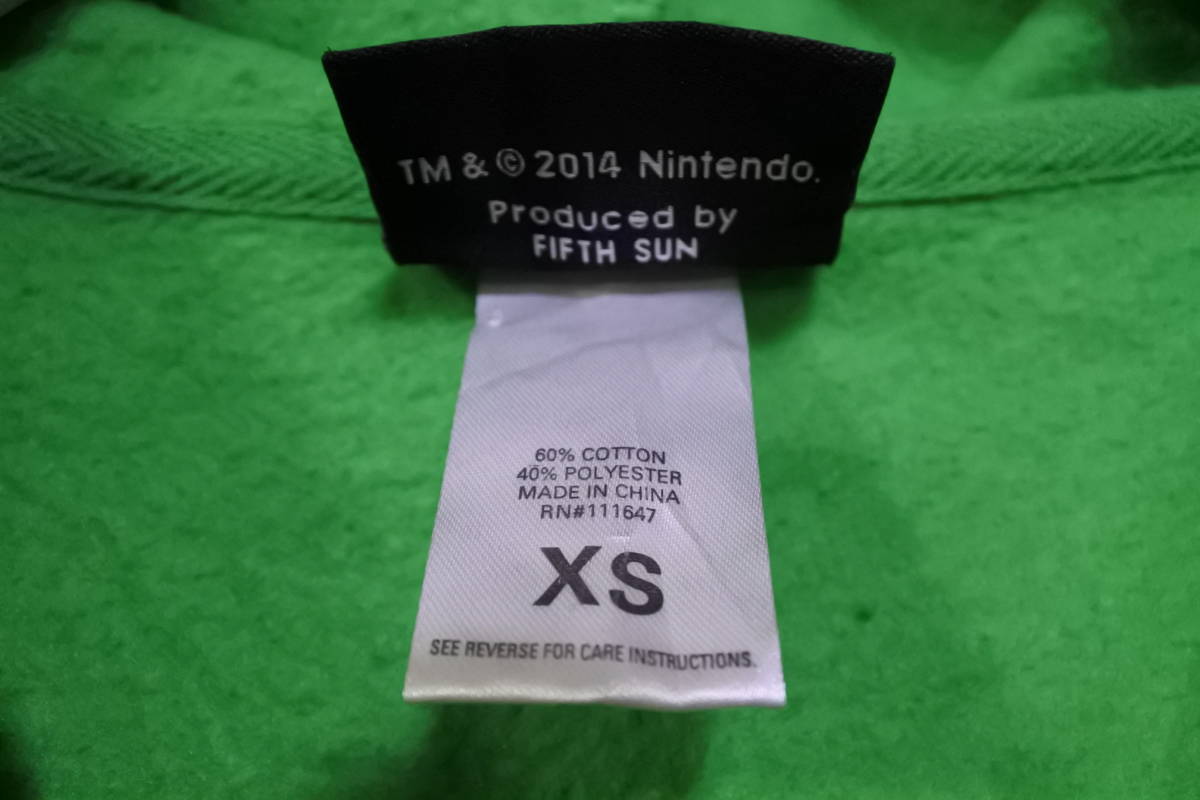 TM & © 2014 Nintendo.
Produced by
FIFTH SUN
60% COTTON
40% POLYESTER
MADE IN CHINA
RN#111647
XS
SEE REVERSE FOR CARE INSTRUCTIONS.